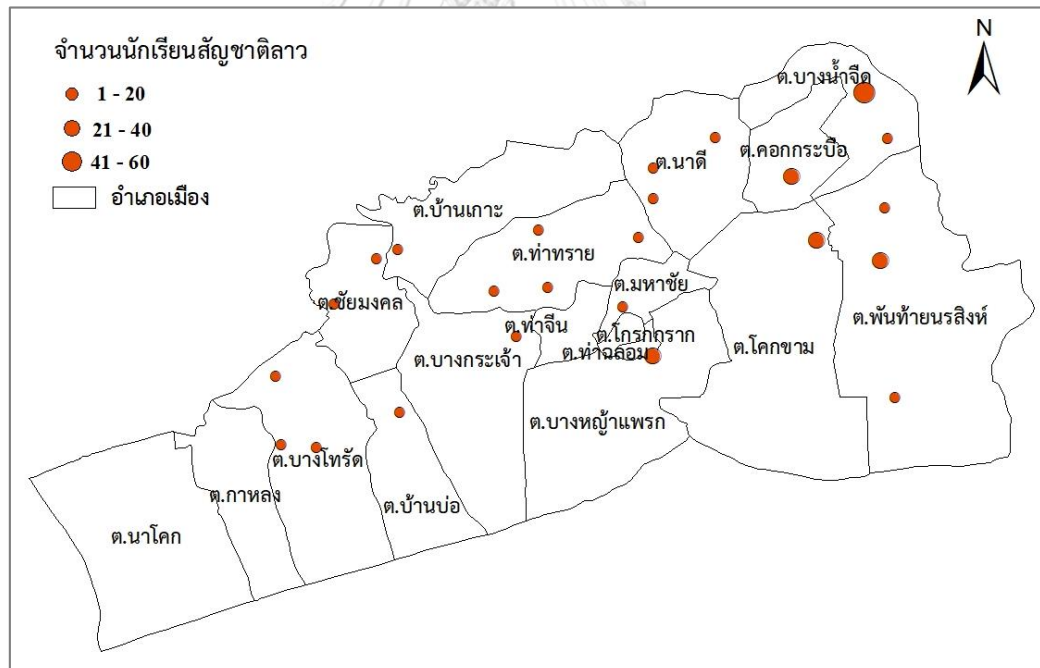 จำนวนนักเรียนสัญชาติลาว
1 - 20
21 - 40
41 - 60
อำเภอเมือง
N
ต.บางน้ำจืด
ต.คอกกระบือ
ต.นาดี
ต.บ้านเกาะ
ต.ท่าทราย
ต.มหาชัย
ต.ชัยมงคล
ต.ท่าจีน
ต.โกรกกราก
ต.พันท้ายนรสิงห์
ต.บางกระเจ้า
ต.ท่าฉลอม
ต.โคกขาม
ต.บางหญ้าแพรก
ต.บางโทรัด
ต.กาหลง
ต.บ้านบ่อ
ต.นาโคก